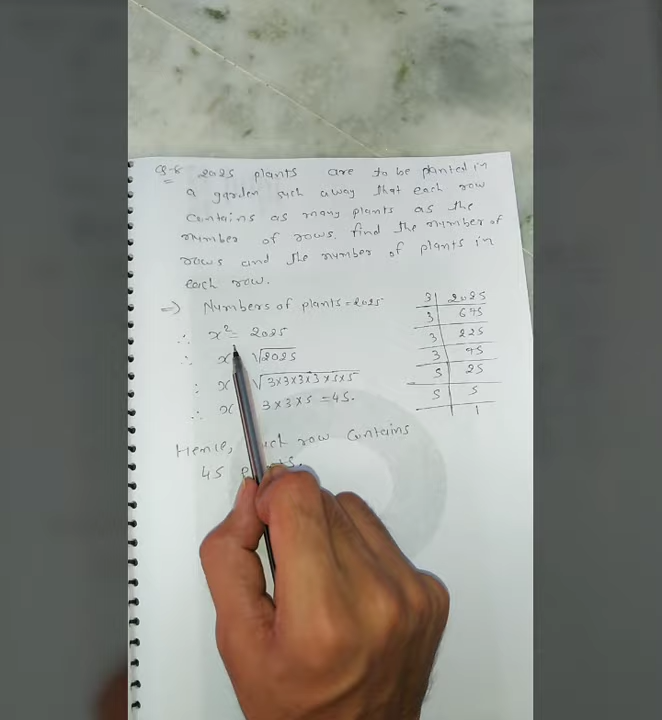 Q-8 2025 plants are to be planted in
a garden such away that each row
contains as many plants as the
number of rows. find the number of
rows and the number of plants in
each row.
⇒ Numbers of plants = 2025
∴ x² = 2025
∴ x √2025
: x √3×3×3×3×5×5
∴ x 3×3×5 = 45.
Hence, row contains
45
3 | 2025
3 | 675
3 | 225
3 | 75
5 | 25
5 | 5
1